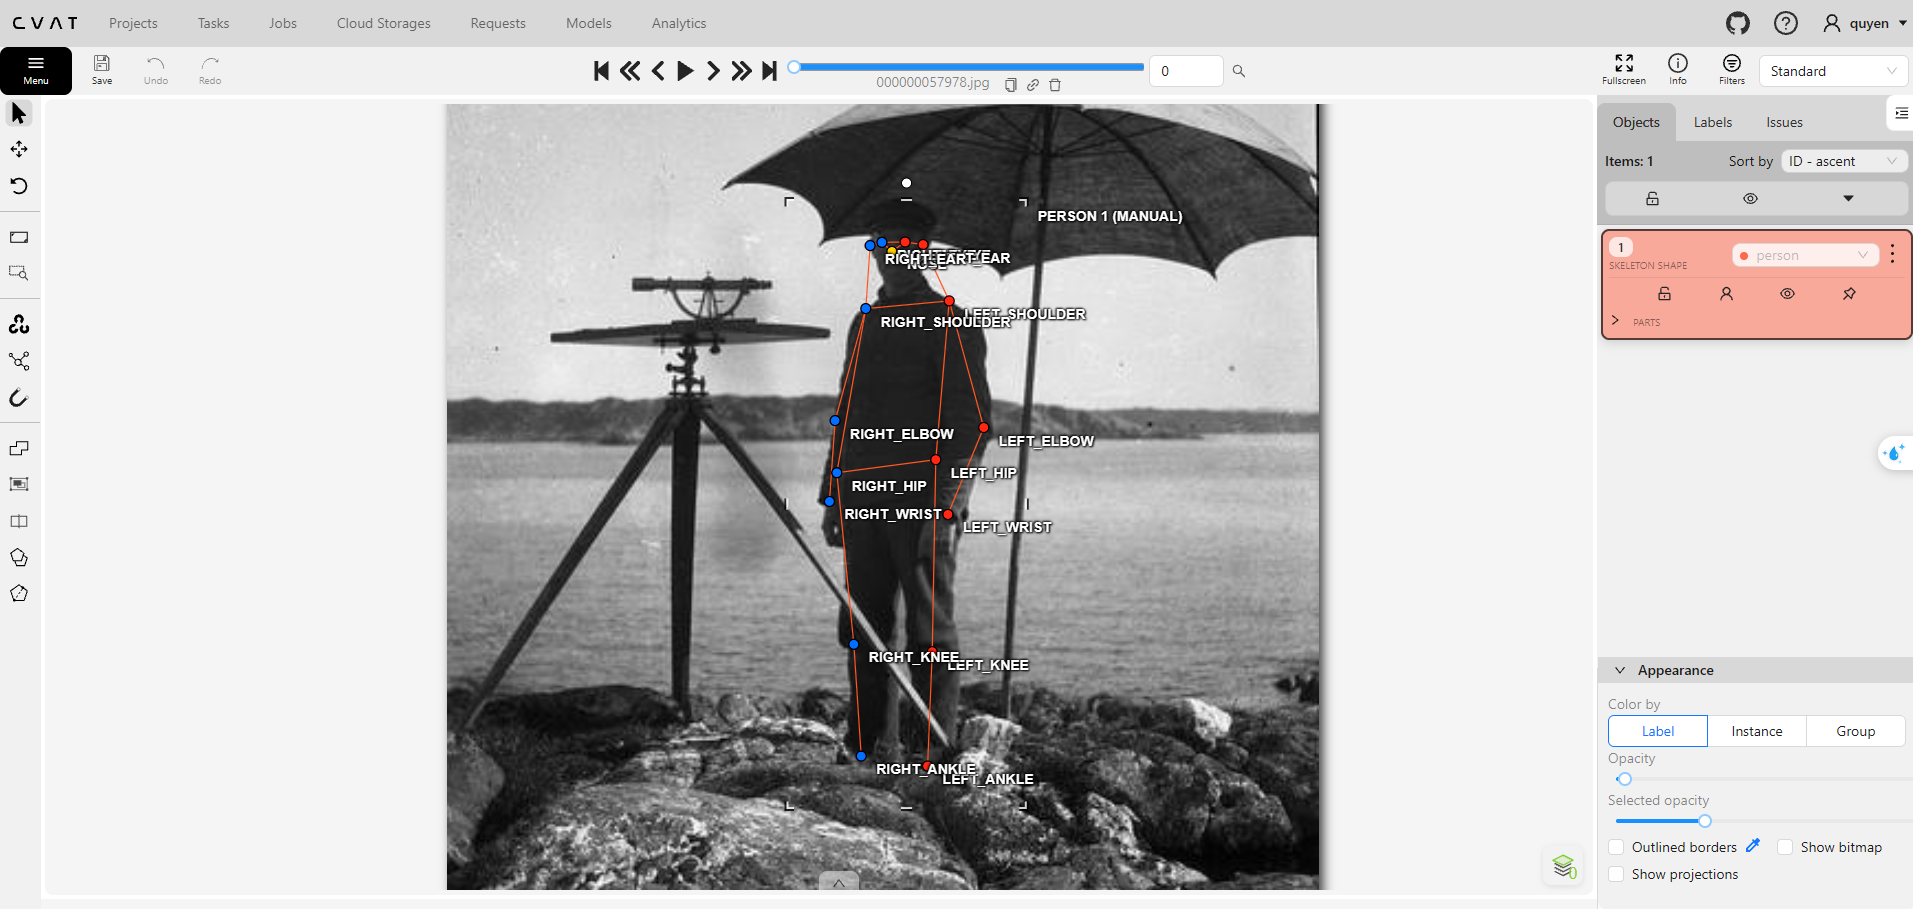 CVAT Projects Tasks Jobs Cloud Storages Requests Models Analytics quyen
Menu Save Undo Redo 000000057978.jpg 0 Fullscreen Info Filters Standard
Objects Labels Issues
Items: 1 Sort by ID - ascent
1 person
SKELETON SHAPE
PARTS
PERSON 1 (MANUAL)
RIGHT_EAR
LEFT_SHOULDER
RIGHT_SHOULDER
RIGHT_ELBOW
LEFT_ELBOW
LEFT_HIP
RIGHT_HIP
RIGHT_WRIST
LEFT_WRIST
RIGHT_KNEE
LEFT_KNEE
RIGHT_ANKLE
LEFT_ANKLE
Appearance
Color by
Label Instance Group
Opacity
Selected opacity
Outlined borders Show bitmap
Show projections
0